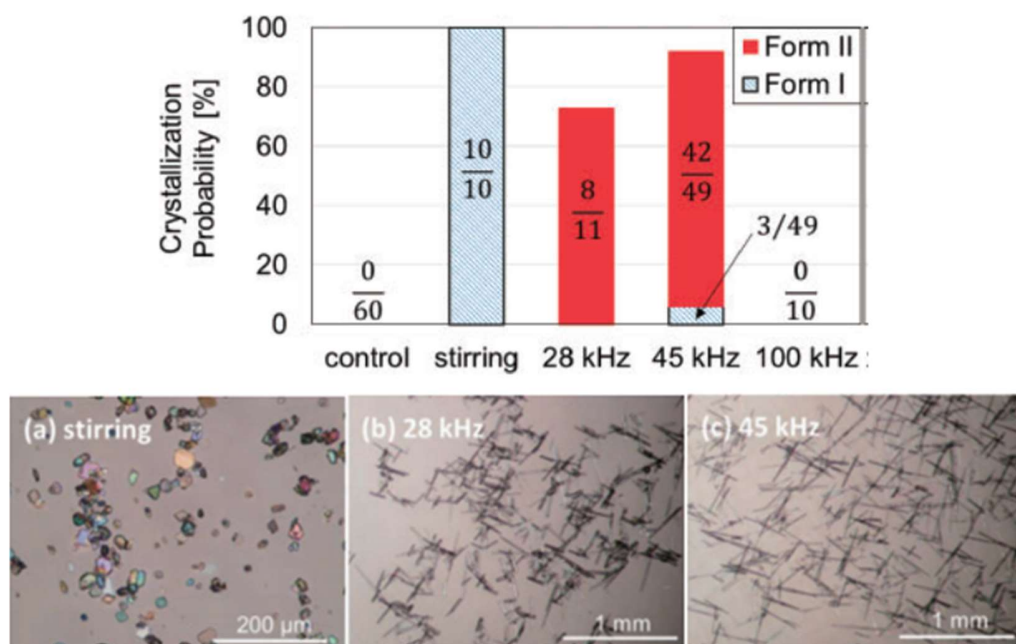 100
80
60
40
20
0
Crystallization
Probability [%]
Form II
Form I
0
60
10
10
8
11
42
49
3/49
0
10
control stirring 28 kHz 45 kHz 100 kHz
(a) stirring
200 µm
(b) 28 kHz
1 mm
(c) 45 kHz
1 mm